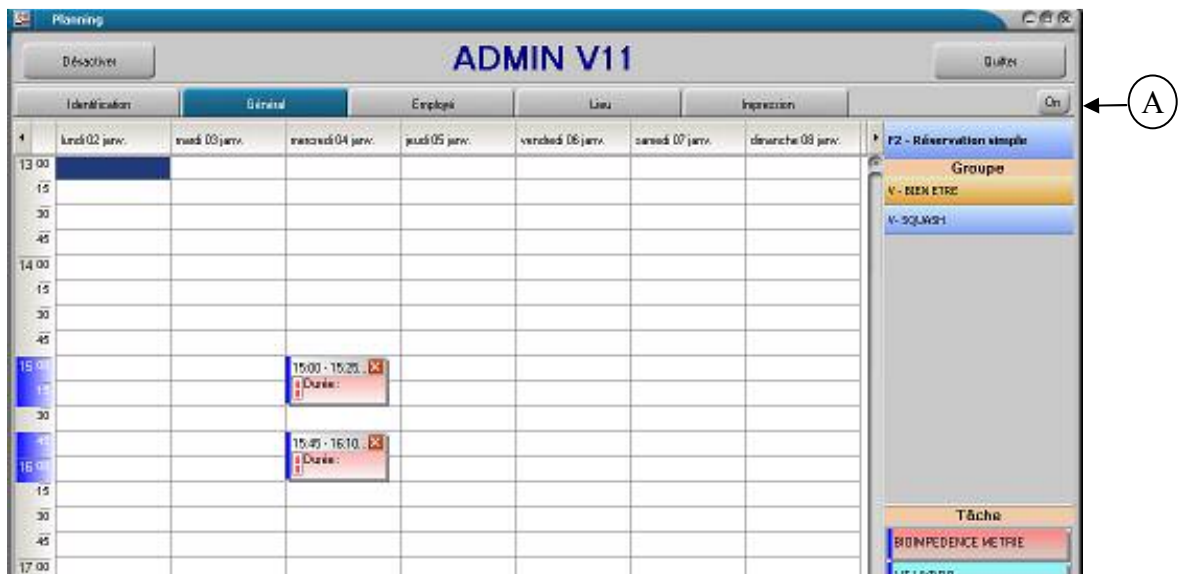 Planning
Désactiver
ADMIN V11
Quitter
Identification
Général
Employé
Lieu
Impression
On
A
lundi 02 janv.
mardi 03 janv.
mercredi 04 janv.
jeudi 05 janv.
vendredi 06 janv.
samedi 07 janv.
dimanche 08 janv.
F2 - Réservation simple
Groupe
V - BIEN ETRE
V- SQUASH
13 00
15
30
45
14 00
15
30
45
15 00
15
30
45
16 00
15
30
45
17 00
15:00 - 15:25...
Durée :
15:45 - 16:10...
Durée :
Tâche
BIOIMPEDENCE METRIE